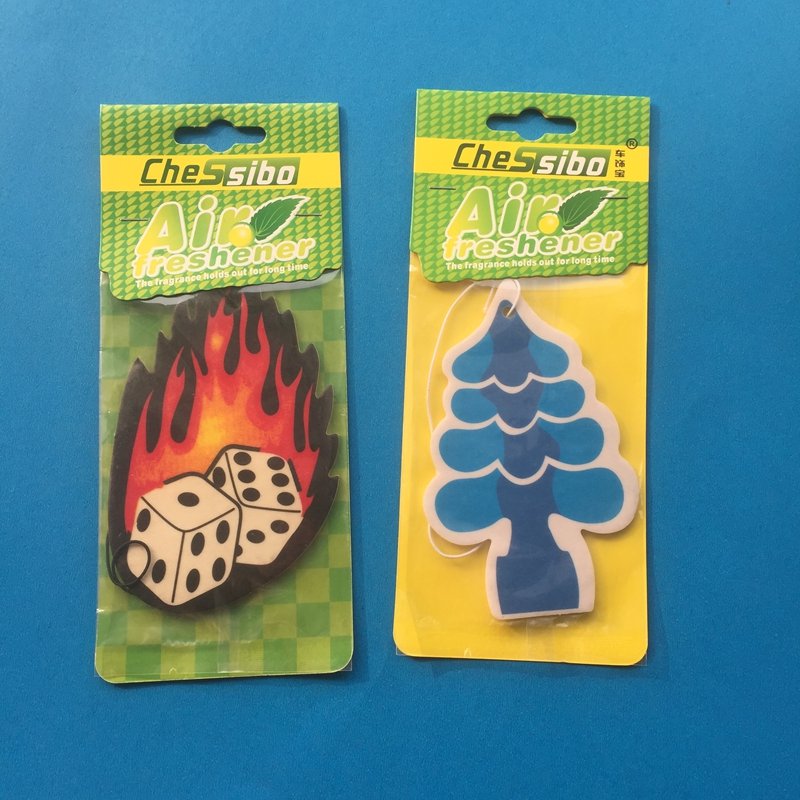 CheSsibo
Air
freshener
The fragrance holds out for long time
CheSsibo
车饰宝
®
Air
freshener
The fragrance holds out for long time